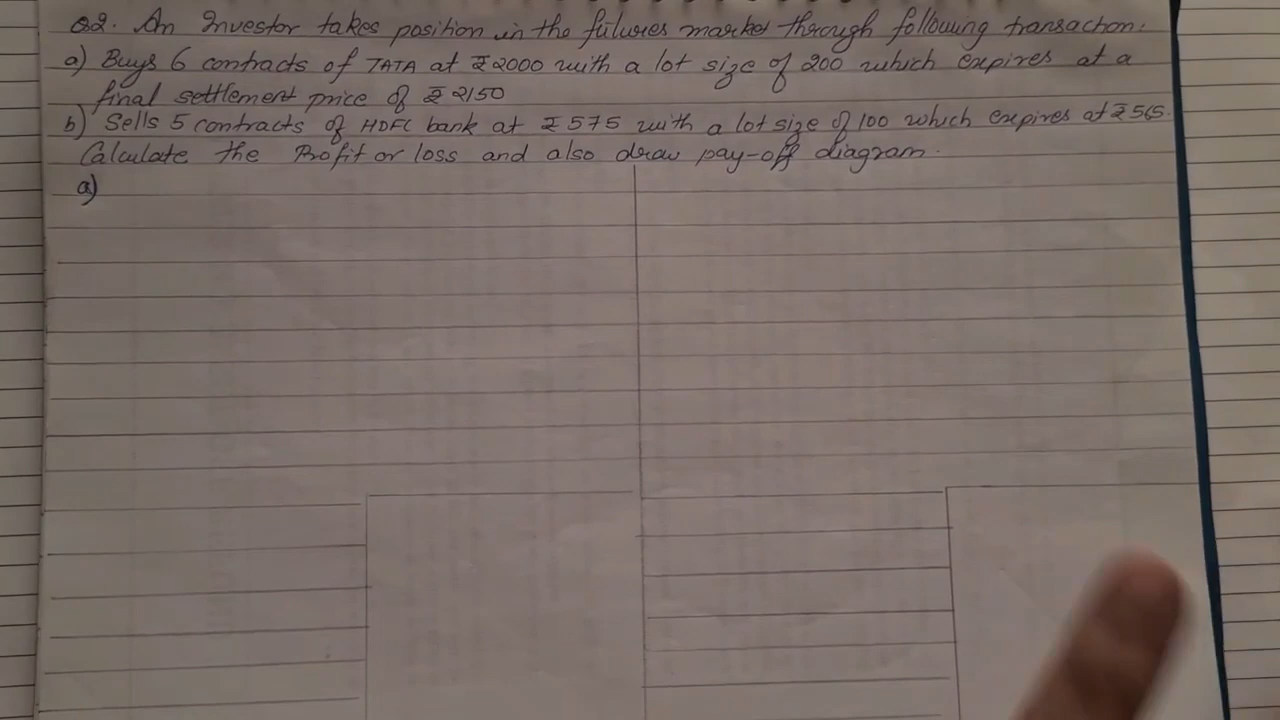 Q2. An Investor takes position in the futures market through following transaction:
a) Buys 6 contracts of TATA at ₹2000 with a lot size of 200 which expires at a
final settlement price of ₹2150
b) Sells 5 contracts of HDFC bank at ₹575 with a lot size of 100 which expires at ₹565.
Calculate the Profit or loss and also draw pay-off diagram.
a)